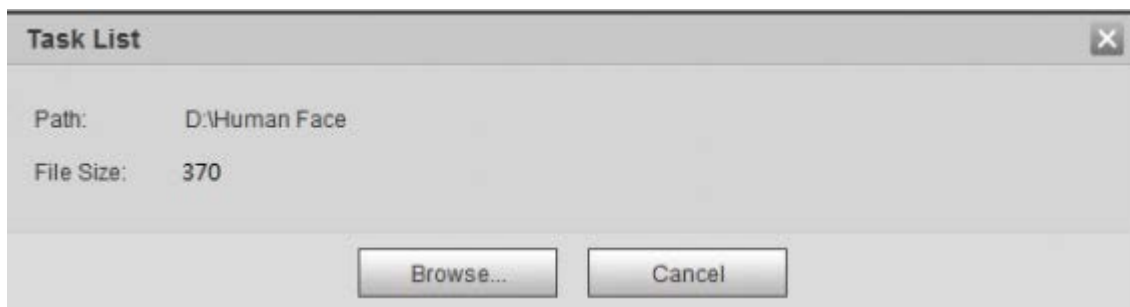 Task List
Path: D:\Human Face
File Size: 370
Browse... Cancel